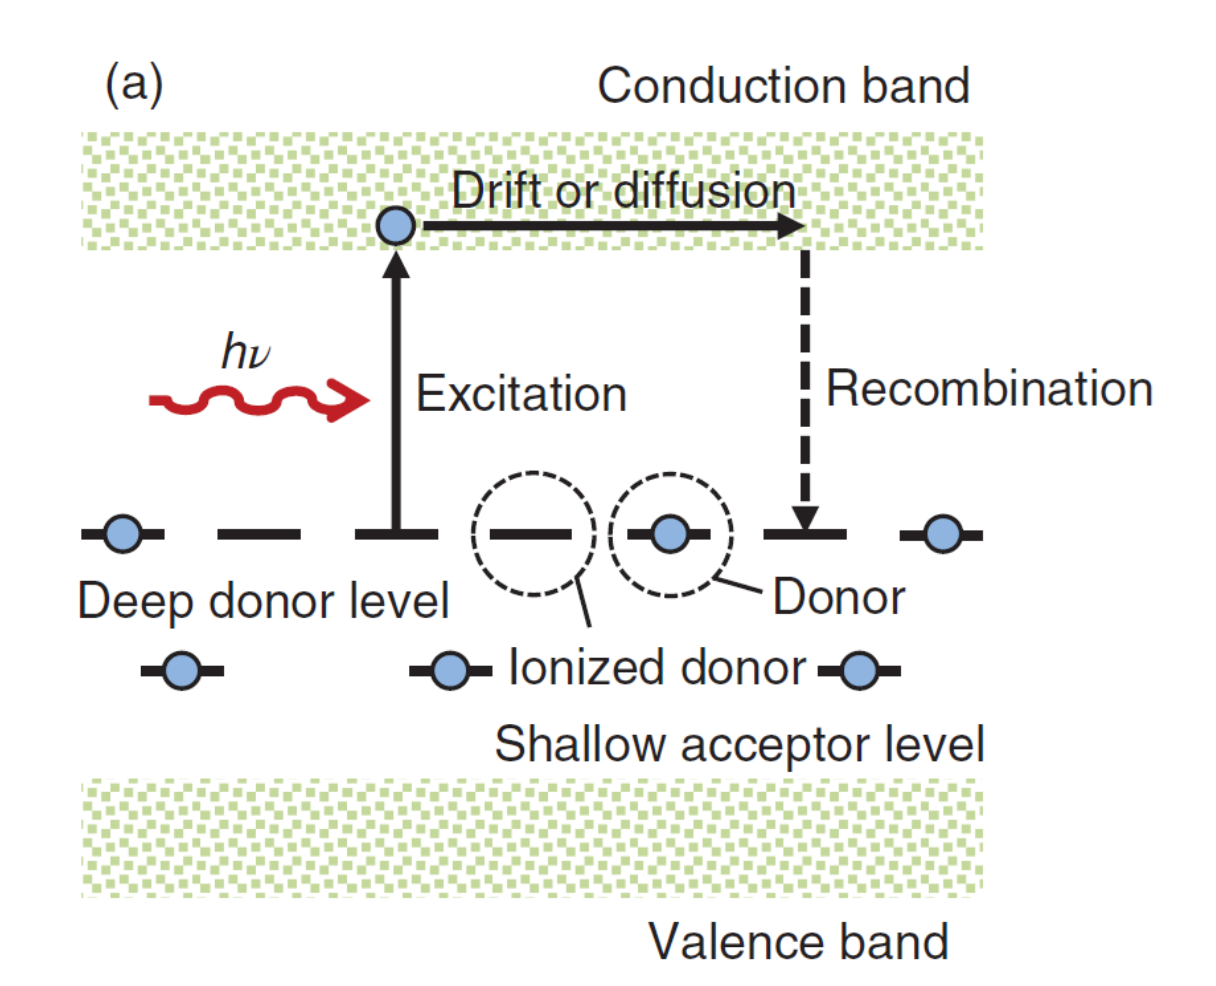 (a)
Conduction band
Drift or diffusion
hν
Excitation
Recombination
Deep donor level
Donor
Ionized donor
Shallow acceptor level
Valence band